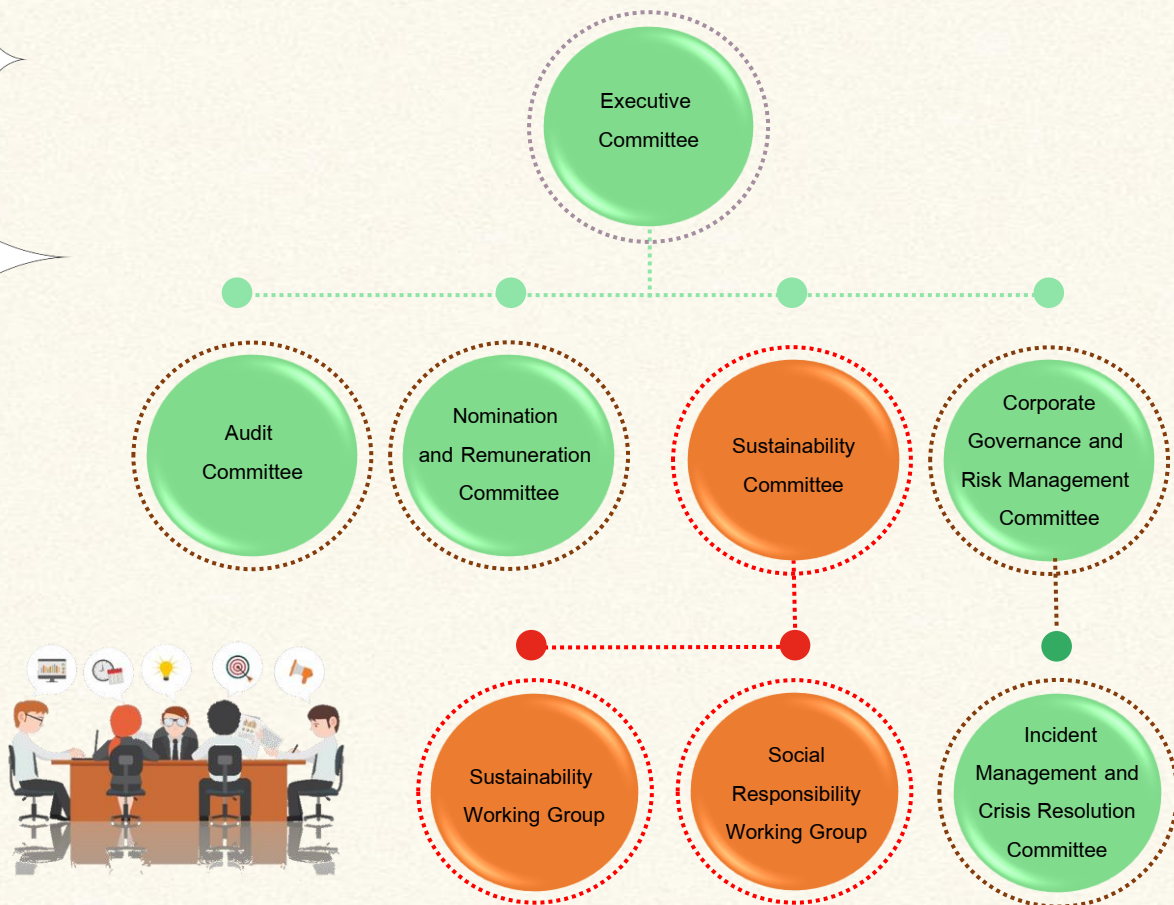 Executive
Committee
Audit
Committee
Nomination
and Remuneration
Committee
Sustainability
Committee
Corporate
Governance and
Risk Management
Committee
Sustainability
Working Group
Social
Responsibility
Working Group
Incident
Management and
Crisis Resolution
Committee